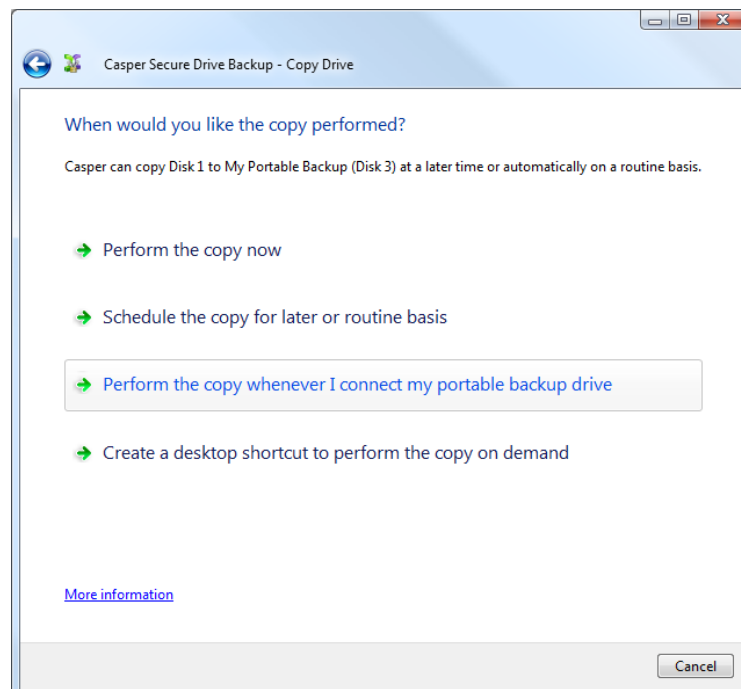 Casper Secure Drive Backup - Copy Drive
When would you like the copy performed?
Casper can copy Disk 1 to My Portable Backup (Disk 3) at a later time or automatically on a routine basis.
Perform the copy now
Schedule the copy for later or routine basis
Perform the copy whenever I connect my portable backup drive
Create a desktop shortcut to perform the copy on demand
More information
Cancel